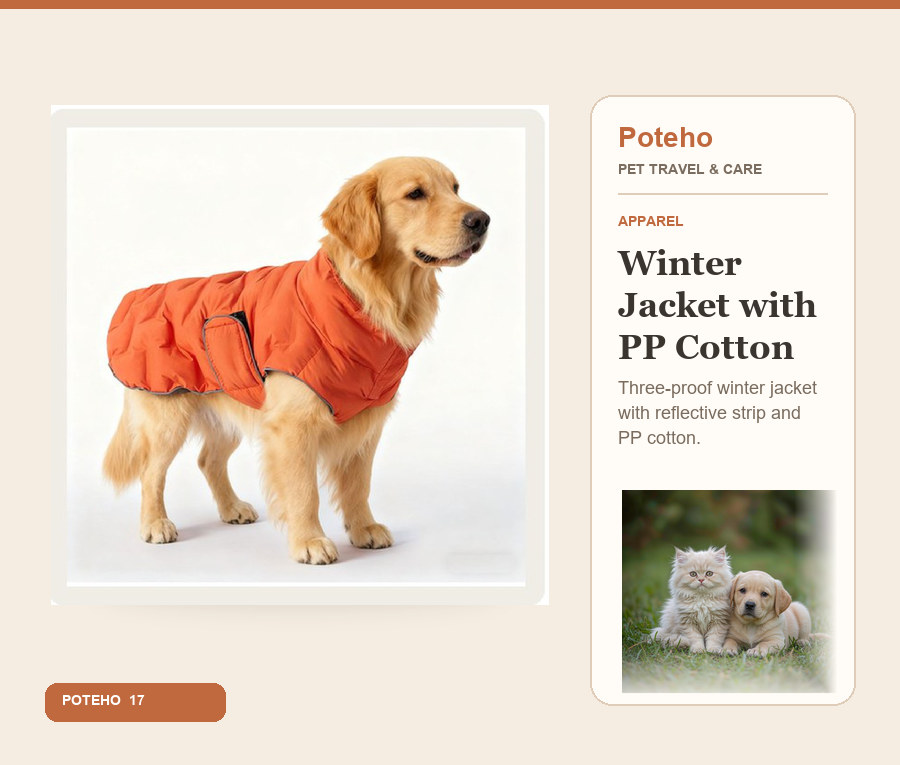 Poteho
PET TRAVEL & CARE
APPAREL
Winter
Jacket with
PP Cotton
Three-proof winter jacket
with reflective strip and
PP cotton.
POTEHO 17